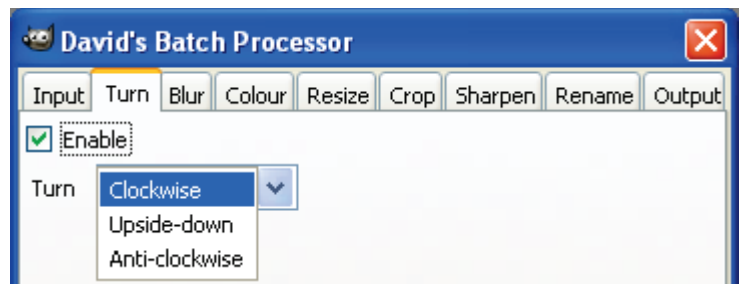 David's Batch Processor
Input Turn Blur Colour Resize Crop Sharpen Rename Output
Enable
Turn Clockwise
Upside-down
Anti-clockwise